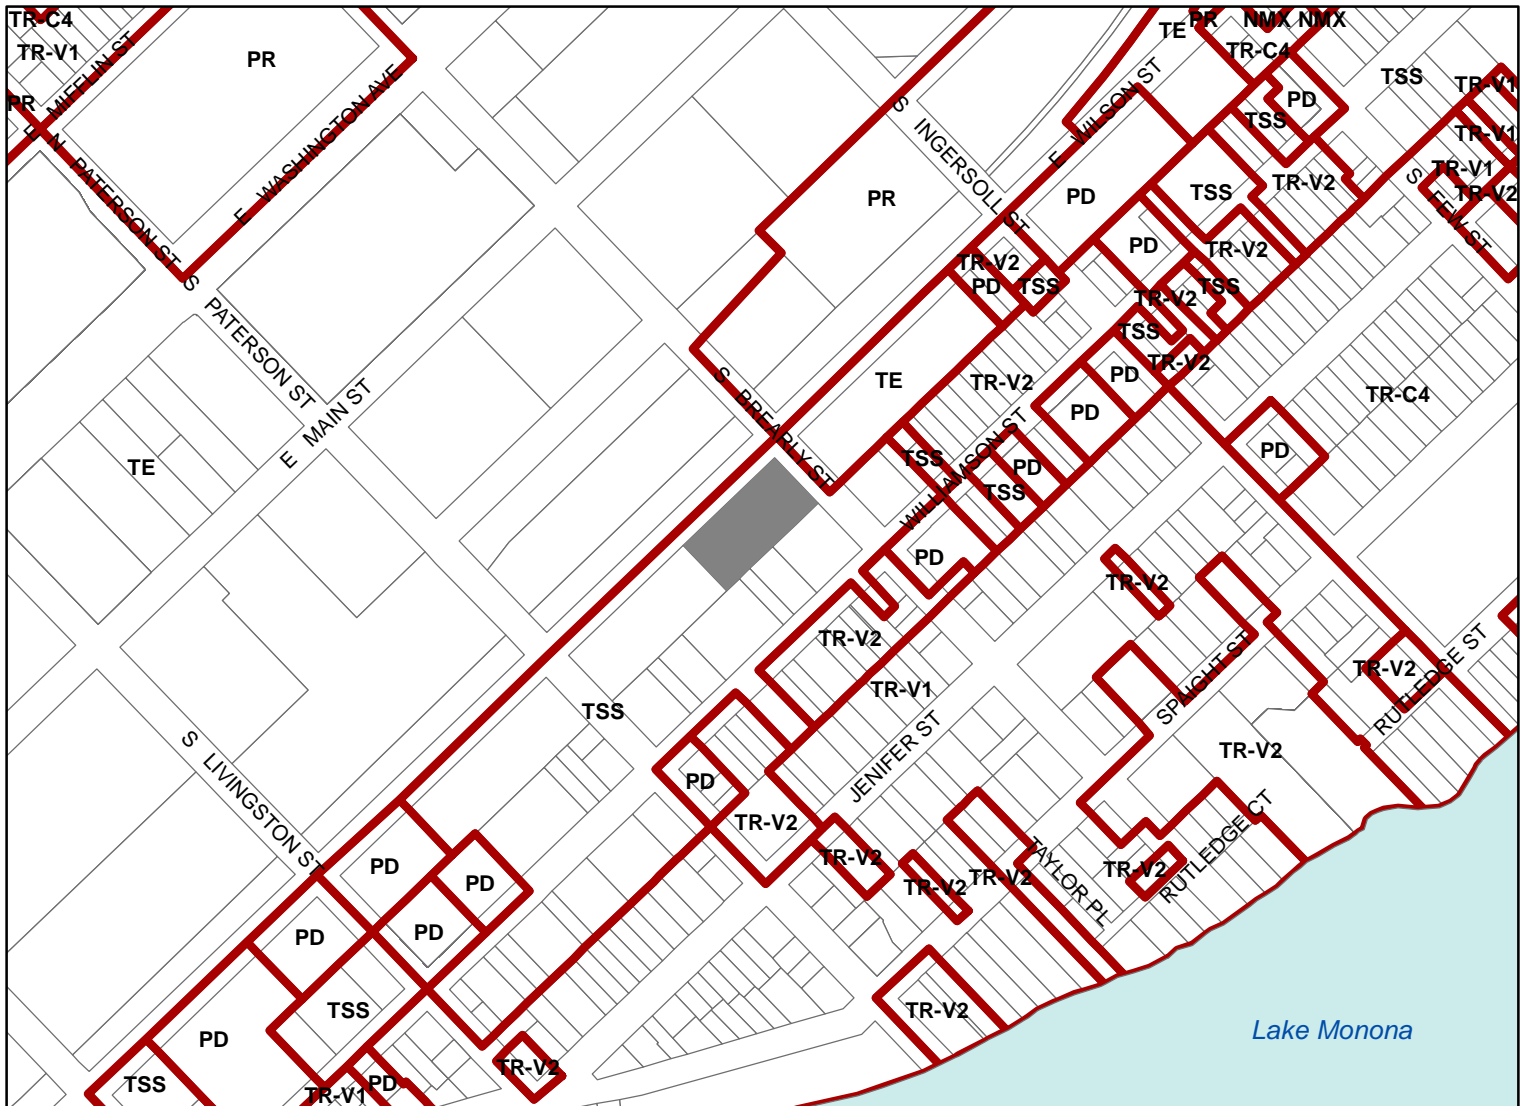 TR-C4
PR
NMX
NMX
TE
TR-V1
E MIFFLIN ST
PR
TR-C4
TSS
PR
TR-V1
PD
TSS
E WASHINGTON AVE
S INGERSOLL ST
E WILSON ST
TR-V1
TR-V1
N PATERSON ST
PR
PD
TSS
TR-V2
TR-V2
S FEW ST
PD
TR-V2
TR-V2
PD
TSS
TSS
TR-V2
S PATERSON ST
TSS
TR-V2
E MAIN ST
TE
TR-V2
PD
TR-C4
S BREARLY ST
PD
TE
TSS
WILLIAMSON ST
PD
TSS
PD
PD
TR-V2
TR-V2
TR-V1
TR-V2
SPAIGHT ST
RUTLEDGE ST
TSS
JENIFER ST
TR-V2
S LIVINGSTON ST
PD
TR-V2
TR-V2
PD
PD
TR-V2
TR-V2
TAYLOR PL
TR-V2
RUTLEDGE CT
PD
PD
TSS
TR-V2
PD
Lake Monona
TSS
TR-V1
PD
TR-V2